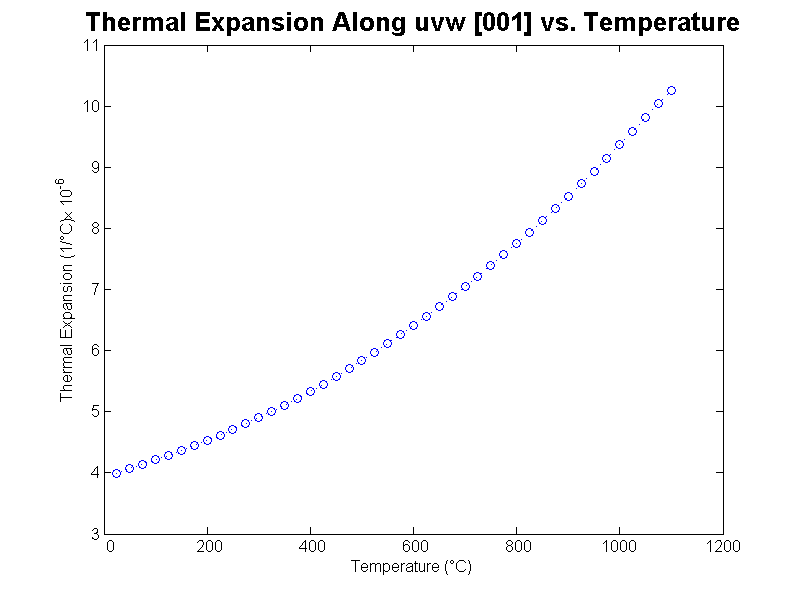 Thermal Expansion Along uvw [001] vs. Temperature
11
10
9
8
7
6
5
4
3
Thermal Expansion (1/°C)x 10-6
0 200 400 600 800 1000 1200
Temperature (°C)